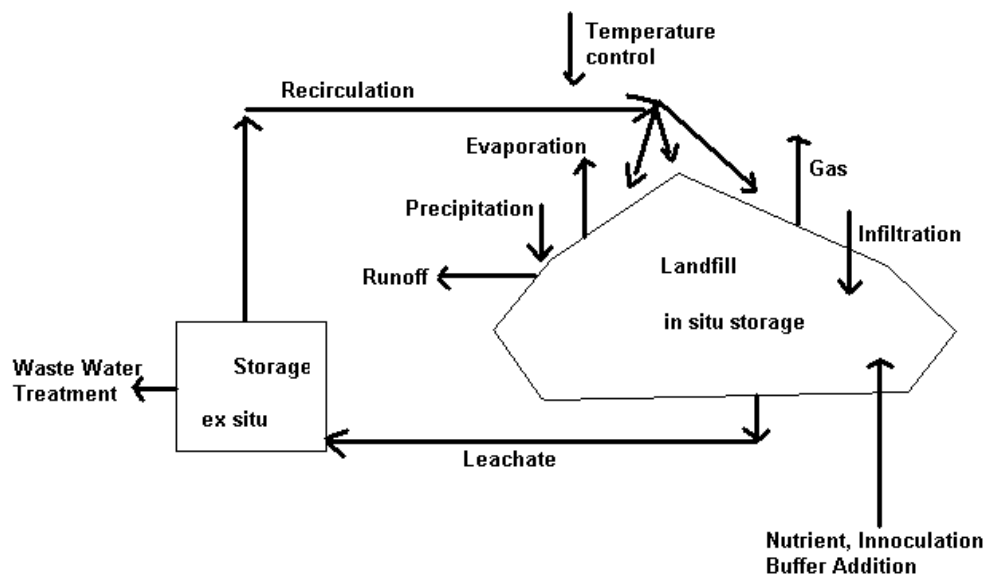 Temperature
control
Recirculation
Evaporation
Gas
Precipitation
Infiltration
Runoff
Landfill
in situ storage
Waste Water
Treatment
Storage
ex situ
Leachate
Nutrient, Innoculation
Buffer Addition